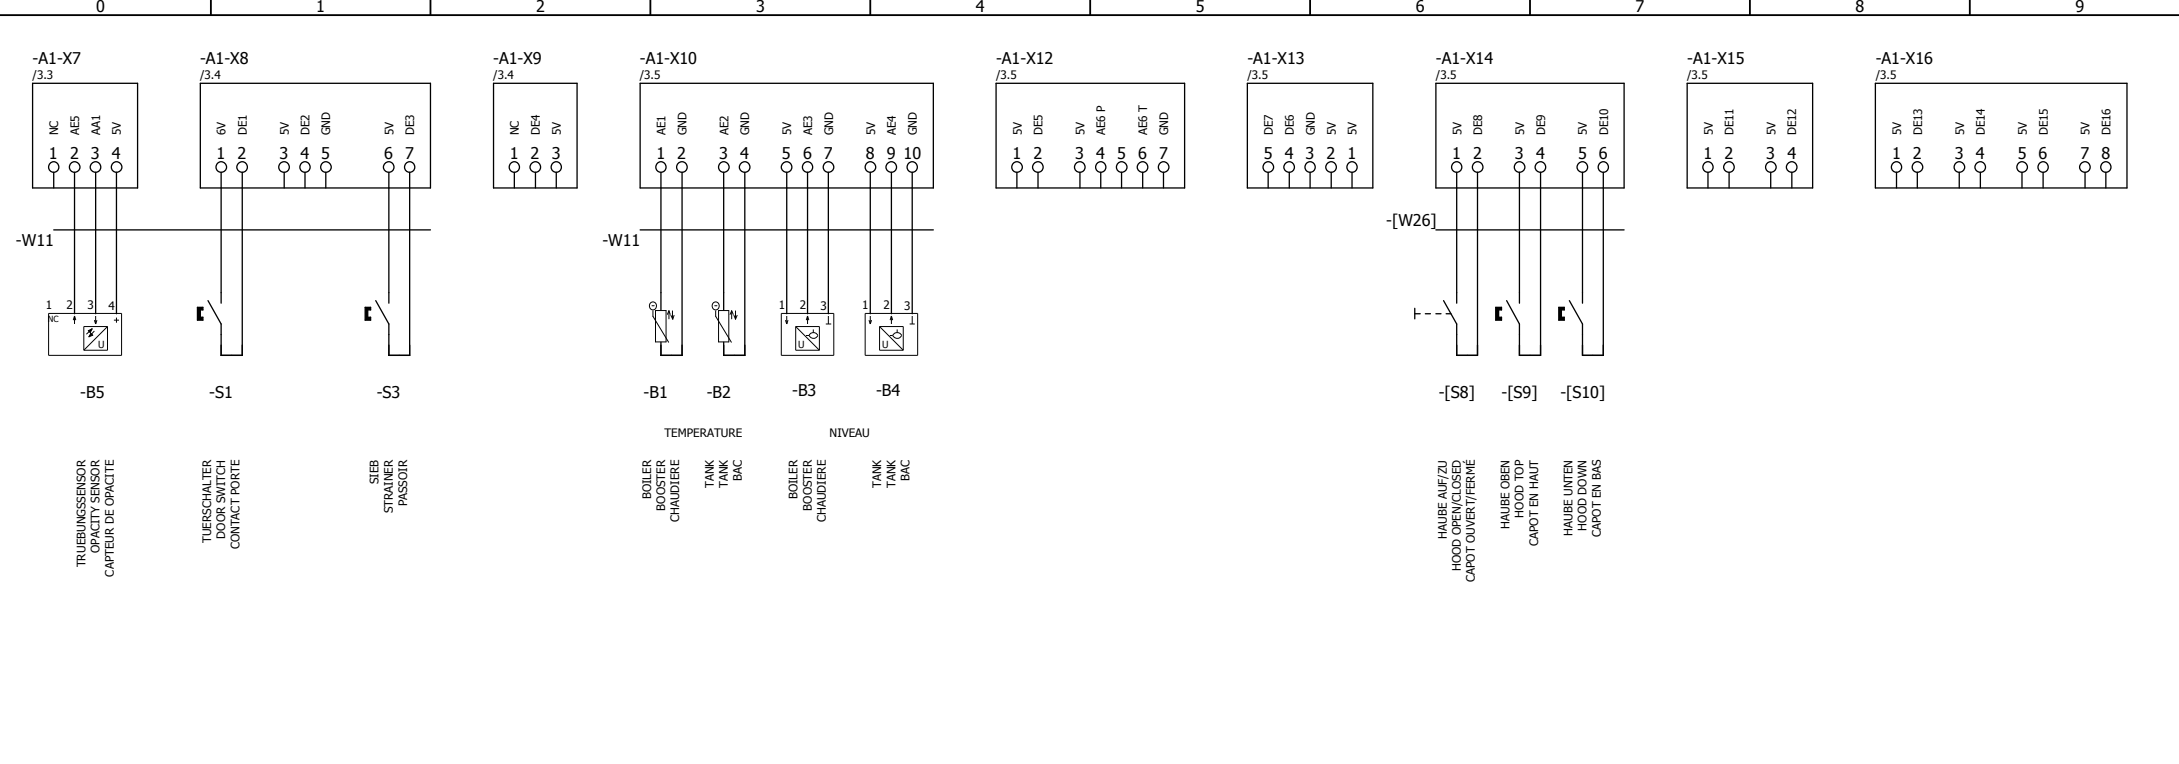 0 1 2 3 4 5 6 7 8 9
-A1-X7
/3.3
NC AE5 AA1 5V
1 2 3 4
-A1-X8
/3.4
6V DE1 5V DE2 GND 5V DE3
1 2 3 4 5 6 7
-A1-X9
/3.4
NC DE4 5V
1 2 3
-A1-X10
/3.5
AE1 GND AE2 GND 5V AE3 GND 5V AE4 GND
1 2 3 4 5 6 7 8 9 10
-A1-X12
/3.5
5V DE5 5V AE6 P AE6 T GND
1 2 3 4 5 6 7
-A1-X13
/3.5
DE7 DE6 GND 5V 5V
5 4 3 2 1
-A1-X14
/3.5
5V DE8 5V DE9 5V DE10
1 2 3 4 5 6
-A1-X15
/3.5
5V DE11 5V DE12
1 2 3 4
-A1-X16
/3.5
5V DE13 5V DE14 5V DE15 5V DE16
1 2 3 4 5 6 7 8
-W11
-W11
-[W26]
1 2 3 4
NC +
U
1 2 3
U
1 2 3
U
-B5
-S1
-S3
-B1
-B2
-B3
-B4
-[S8]
-[S9]
-[S10]
TEMPERATURE
NIVEAU
TRUEBUNGSSENSOR
OPACITY SENSOR
CAPTEUR DE OPACITE
TUERSCHALTER
DOOR SWITCH
CONTACT PORTE
SIEB
STRAINER
PASSOIR
BOILER
BOOSTER
CHAUDIERE
TANK
TANK
BAC
BOILER
BOOSTER
CHAUDIERE
TANK
TANK
BAC
HAUBE AUF/ZU
HOOD OPEN/CLOSED
CAPOT OUVERT/FERMÉ
HAUBE OBEN
HOOD TOP
CAPOT EN HAUT
HAUBE UNTEN
HOOD DOWN
CAPOT EN BAS